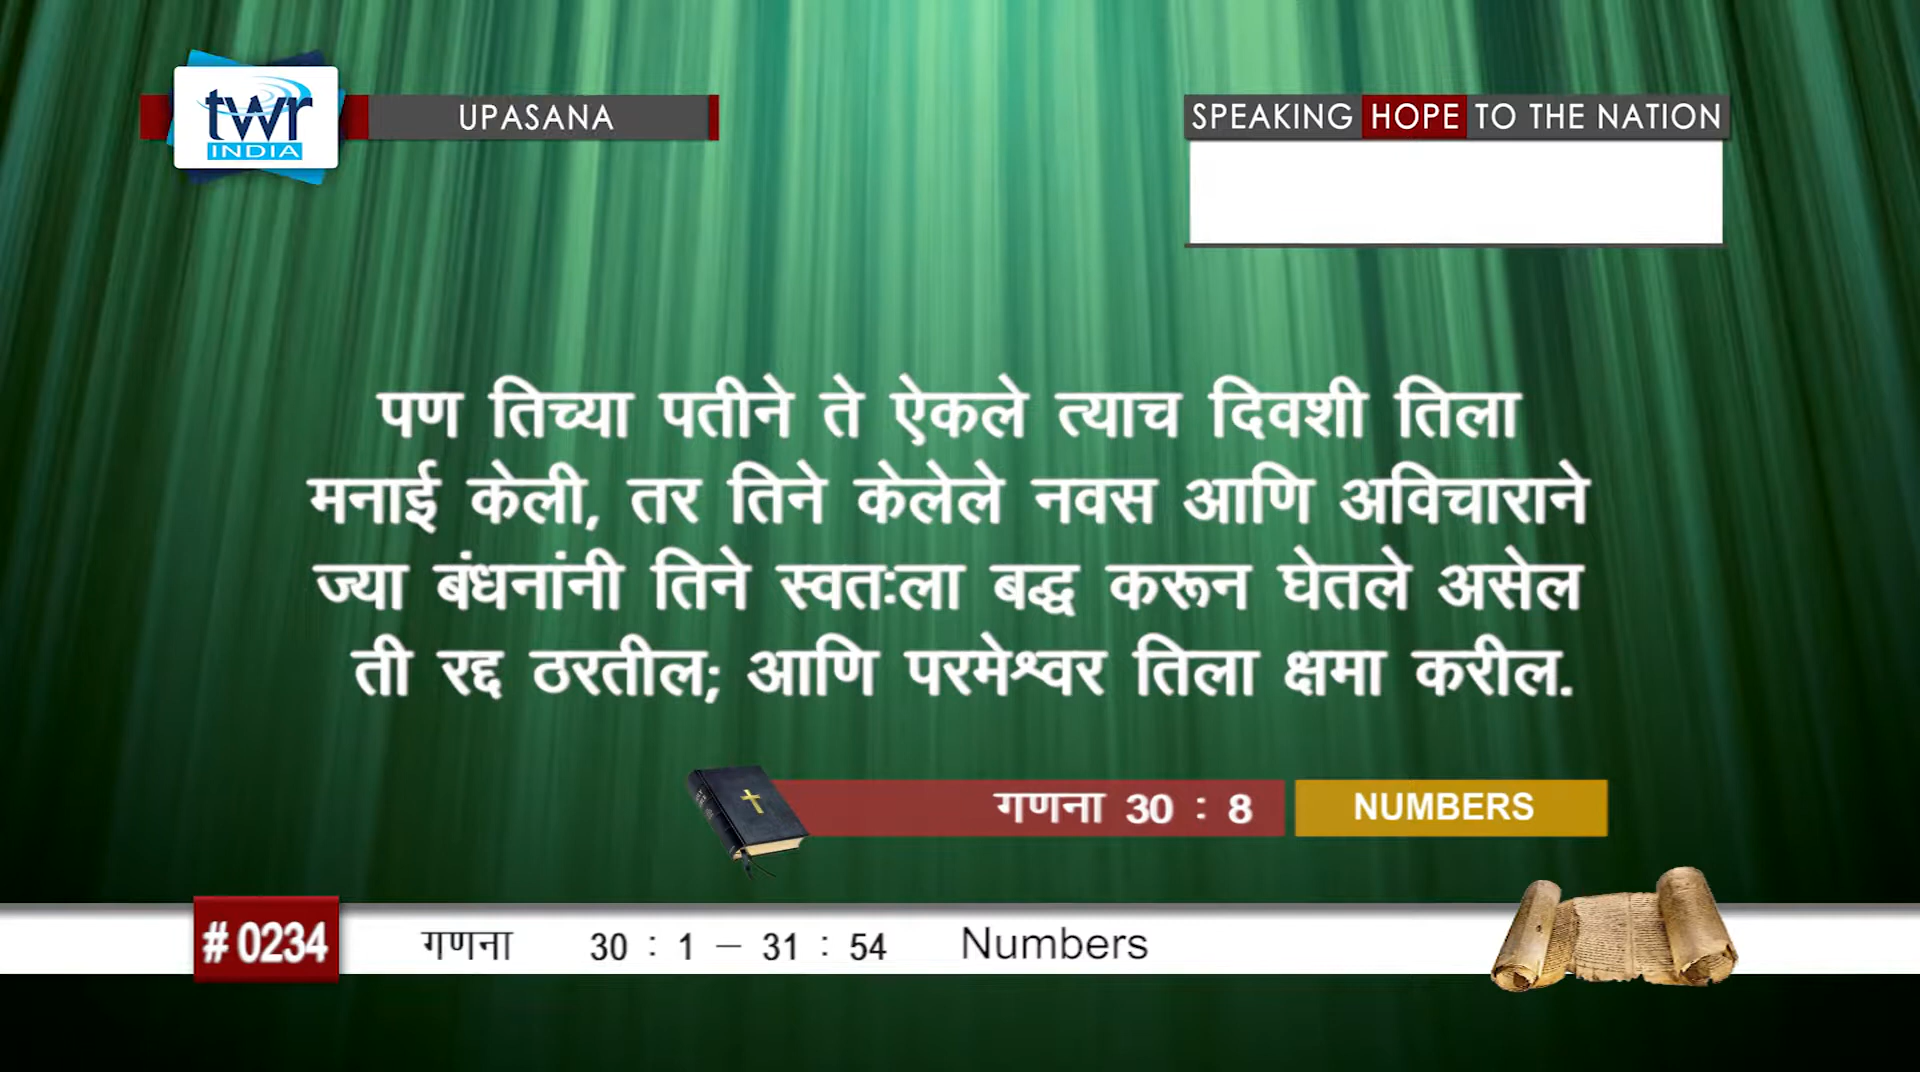 twr
INDIA
UPASANA
SPEAKING HOPE TO THE NATION
पण तिच्या पतीने ते ऐकले त्याच दिवशी तिला
मनाई केली, तर तिने केलेले नवस आणि अविचाराने
ज्या बंधनांनी तिने स्वतःला बद्ध करून घेतले असेल
ती रद्द ठरतील; आणि परमेश्वर तिला क्षमा करील.
गणना 30 : 8 NUMBERS
# 0234 गणना 30 : 1 – 31 : 54 Numbers